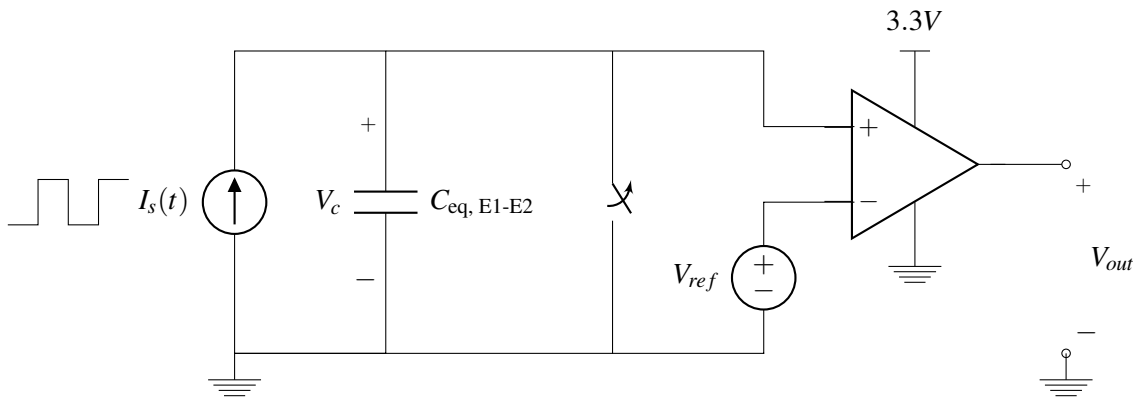 3.3V
+
+
I_s(t)
V_c
C_eq, E1-E2
−
+
V_ref
+
−
−
V_out
−